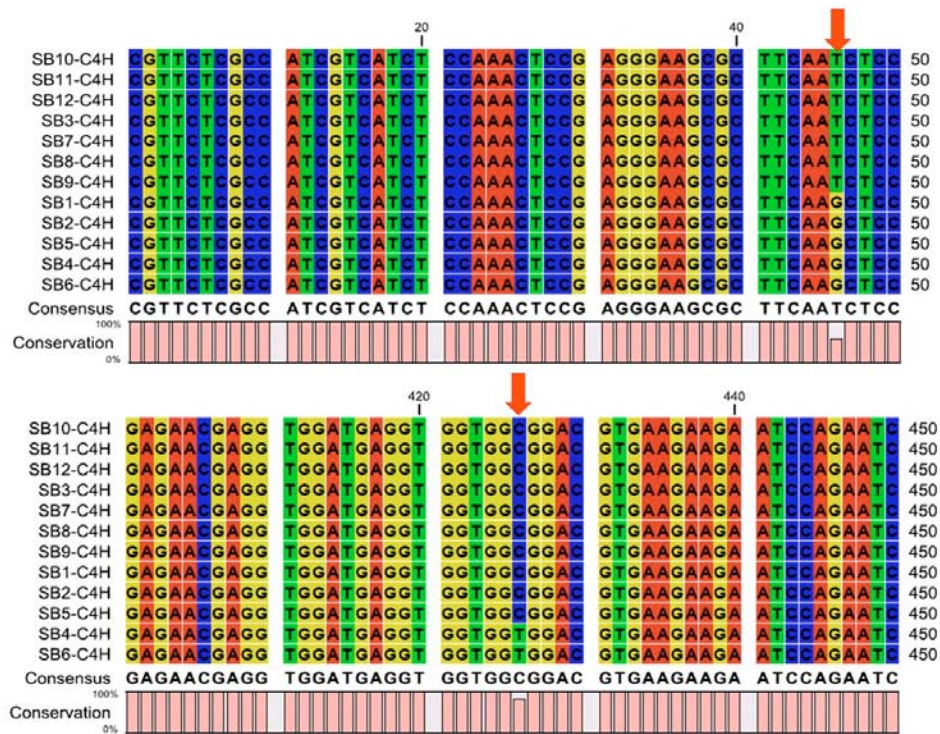 20 40
SB10-C4H CGTTCTCGCC ATCGTCATCT CCAAACTCCG AGGGAAGCGC TTCAATCTCC 50
SB11-C4H CGTTCTCGCC ATCGTCATCT CCAAACTCCG AGGGAAGCGC TTCAATCTCC 50
SB12-C4H CGTTCTCGCC ATCGTCATCT CCAAACTCCG AGGGAAGCGC TTCAATCTCC 50
SB3-C4H CGTTCTCGCC ATCGTCATCT CCAAACTCCG AGGGAAGCGC TTCAATCTCC 50
SB7-C4H CGTTCTCGCC ATCGTCATCT CCAAACTCCG AGGGAAGCGC TTCAATCTCC 50
SB8-C4H CGTTCTCGCC ATCGTCATCT CCAAACTCCG AGGGAAGCGC TTCAATCTCC 50
SB9-C4H CGTTCTCGCC ATCGTCATCT CCAAACTCCG AGGGAAGCGC TTCAATCTCC 50
SB1-C4H CGTTCTCGCC ATCGTCATCT CCAAACTCCG AGGGAAGCGC TTCAAGCTCC 50
SB2-C4H CGTTCTCGCC ATCGTCATCT CCAAACTCCG AGGGAAGCGC TTCAAGCTCC 50
SB5-C4H CGTTCTCGCC ATCGTCATCT CCAAACTCCG AGGGAAGCGC TTCAAGCTCC 50
SB4-C4H CGTTCTCGCC ATCGTCATCT CCAAACTCCG AGGGAAGCGC TTCAAGCTCC 50
SB6-C4H CGTTCTCGCC ATCGTCATCT CCAAACTCCG AGGGAAGCGC TTCAAGCTCC 50
Consensus CGTTCTCGCC ATCGTCATCT CCAAACTCCG AGGGAAGCGC TTCAATCTCC
100%
Conservation
0%
420 440
SB10-C4H GAGAACGAGG TGGATGAGGT GGTGGCGGAC GTGAAGAAGA ATCCAGAATC 450
SB11-C4H GAGAACGAGG TGGATGAGGT GGTGGCGGAC GTGAAGAAGA ATCCAGAATC 450
SB12-C4H GAGAACGAGG TGGATGAGGT GGTGGCGGAC GTGAAGAAGA ATCCAGAATC 450
SB3-C4H GAGAACGAGG TGGATGAGGT GGTGGCGGAC GTGAAGAAGA ATCCAGAATC 450
SB7-C4H GAGAACGAGG TGGATGAGGT GGTGGCGGAC GTGAAGAAGA ATCCAGAATC 450
SB8-C4H GAGAACGAGG TGGATGAGGT GGTGGCGGAC GTGAAGAAGA ATCCAGAATC 450
SB9-C4H GAGAACGAGG TGGATGAGGT GGTGGCGGAC GTGAAGAAGA ATCCAGAATC 450
SB1-C4H GAGAACGAGG TGGATGAGGT GGTGGCGGAC GTGAAGAAGA ATCCAGAATC 450
SB2-C4H GAGAACGAGG TGGATGAGGT GGTGGCGGAC GTGAAGAAGA ATCCAGAATC 450
SB5-C4H GAGAACGAGG TGGATGAGGT GGTGGCGGAC GTGAAGAAGA ATCCAGAATC 450
SB4-C4H GAGAACGAGG TGGATGAGGT GGTGGTGGAC GTGAAGAAGA ATCCAGAATC 450
SB6-C4H GAGAACGAGG TGGATGAGGT GGTGGTGGAC GTGAAGAAGA ATCCAGAATC 450
Consensus GAGAACGAGG TGGATGAGGT GGTGGCGGAC GTGAAGAAGA ATCCAGAATC
100%
Conservation
0%